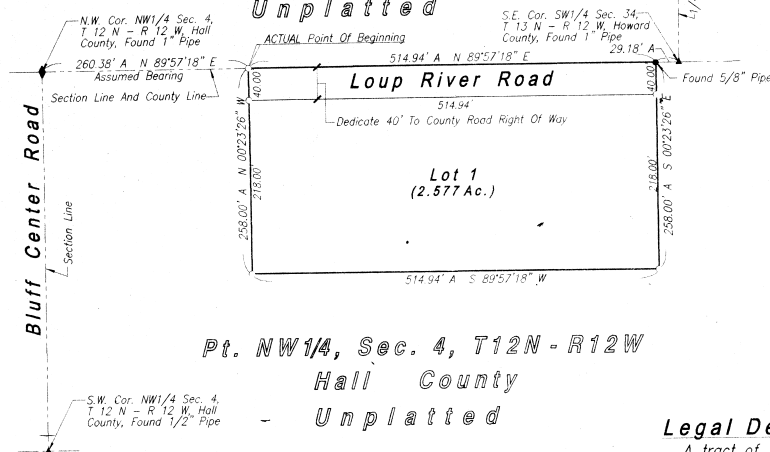 Unplatted
N.W. Cor. NW1/4 Sec. 4,
T 12 N - R 12 W, Hall
County, Found 1" Pipe
S.E. Cor. SW1/4 Sec. 34,
T 13 N - R 12 W, Howard
County, Found 1" Pipe
ACTUAL Point Of Beginning
29.18' A
260.38' A N 89°57'18" E
514.94' A N 89°57'18" E
Assumed Bearing
Found 5/8" Pipe
40.00'
Loup River Road
40.00'
Section Line And County Line
514.94'
Dedicate 40' To County Road Right Of Way
258.00' A N 00°23'26" W
218.00'
Lot 1
(2.577 Ac.)
218.00'
258.00' A S 00°23'26" E
Bluff Center Road
Section Line
514.94' A S 89°57'18" W
Pt. NW1/4, Sec. 4, T12N - R12W
Hall County
- Unplatted
S.W. Cor. NW1/4 Sec. 4,
T 12 N - R 12 W, Hall
County, Found 1/2" Pipe
Legal De
A tract of